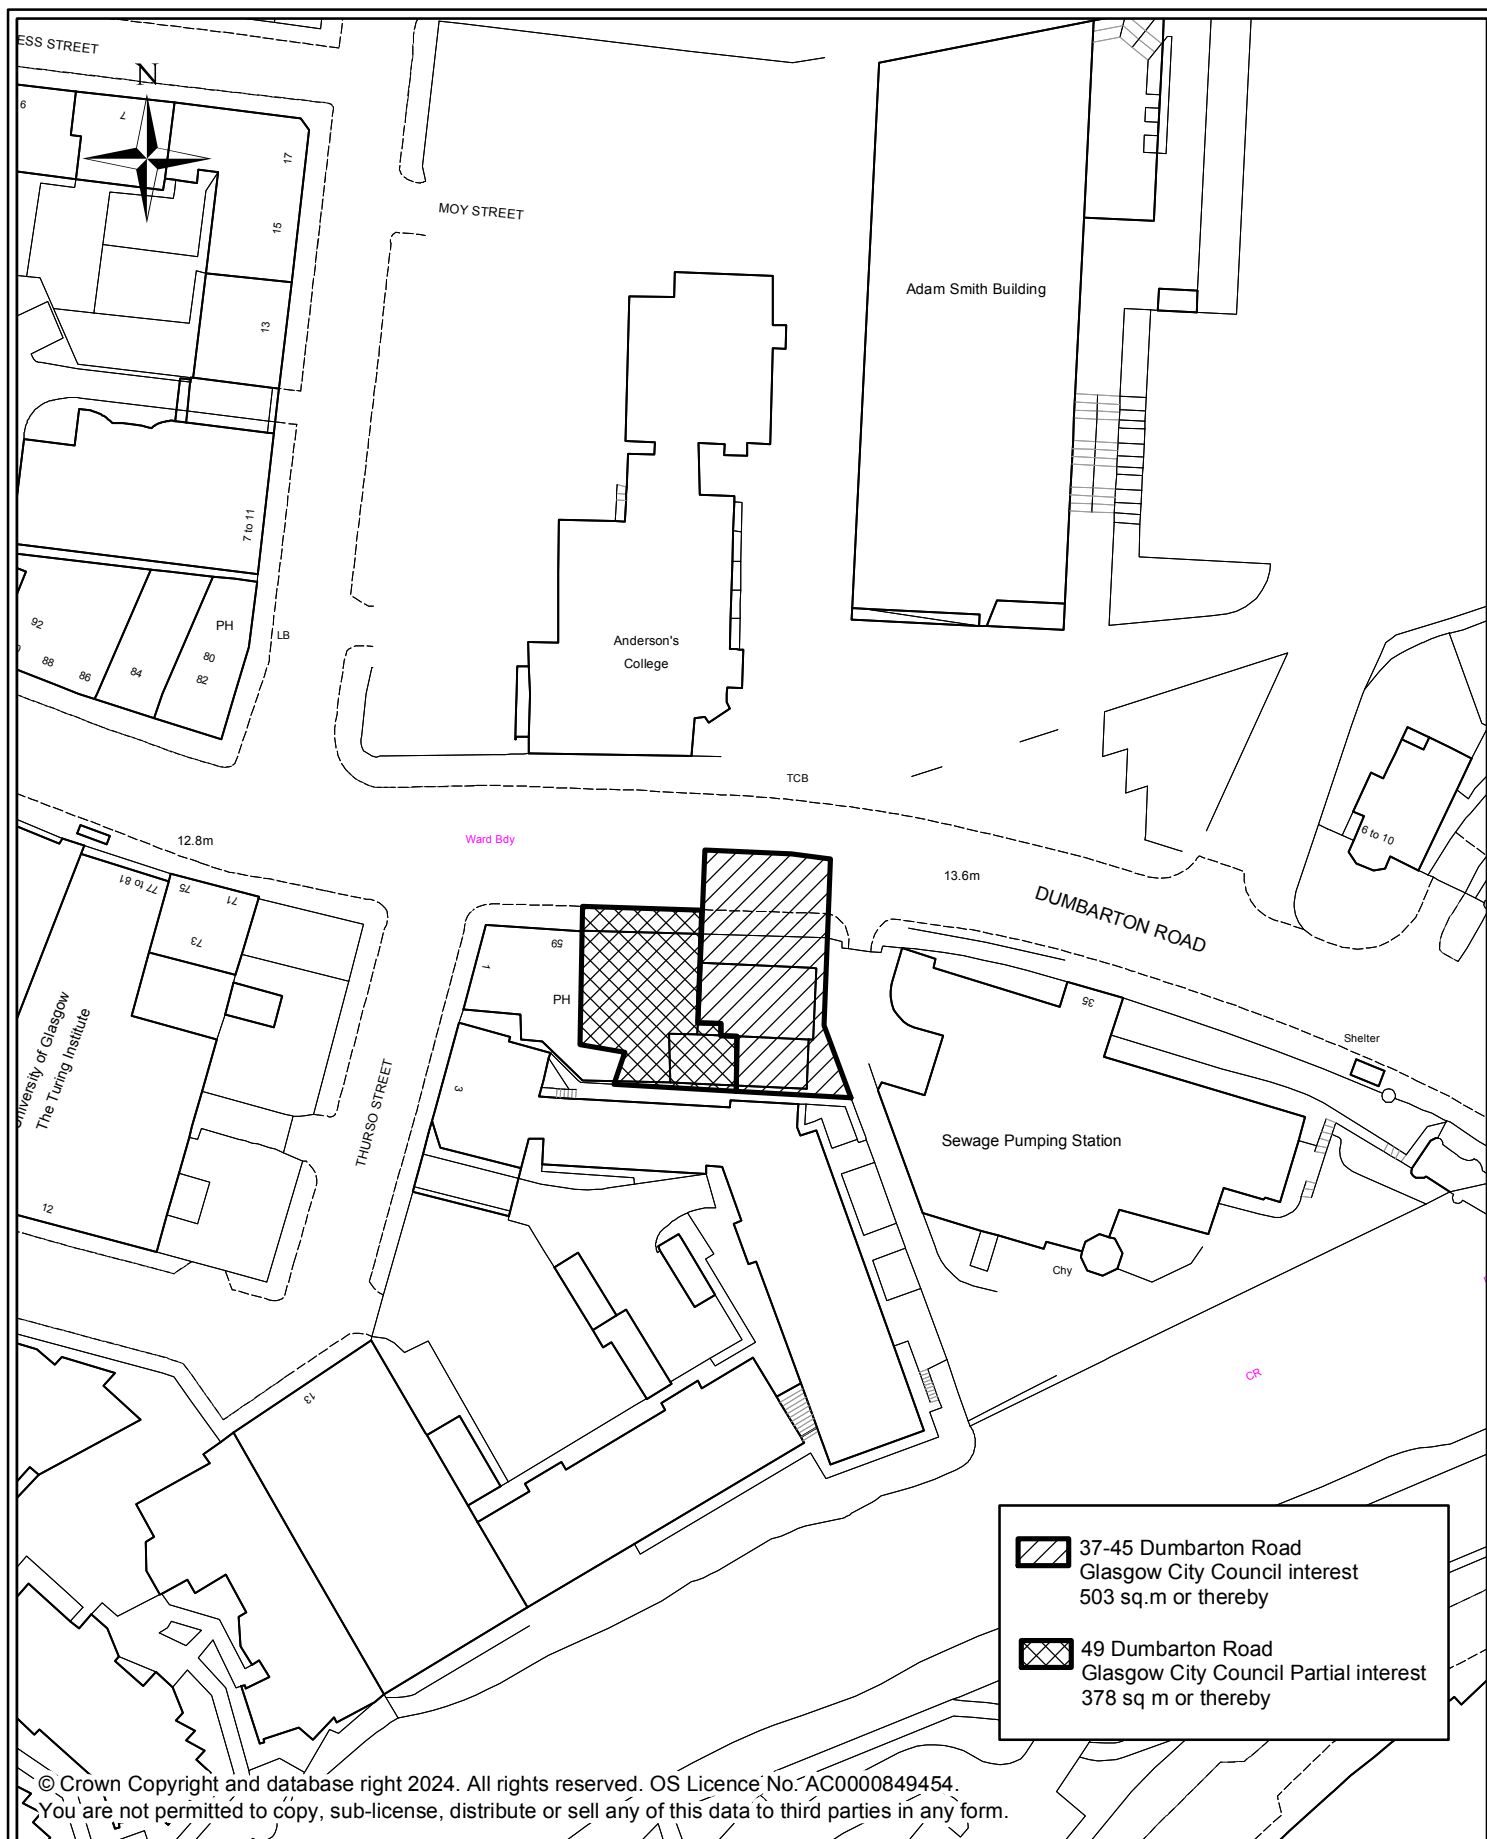 ESS STREET
N
6
7
17
15
13
MOY STREET
Adam Smith Building
7 to 11
92
88
86
84
PH
80
82
LB
Anderson's
College
TCB
12.8m
Ward Bdy
13.6m
DUMBARTON ROAD
6 to 10
77 to 81
75
71
73
59
1
PH
35
Shelter
University of Glasgow
The Turing Institute
THURSO STREET
3
Sewage Pumping Station
12
Chy
CR
13
37-45 Dumbarton Road
Glasgow City Council interest
503 sq.m or thereby
49 Dumbarton Road
Glasgow City Council Partial interest
378 sq m or thereby
© Crown Copyright and database right 2024. All rights reserved. OS Licence No. AC0000849454.
You are not permitted to copy, sub-license, distribute or sell any of this data to third parties in any form.